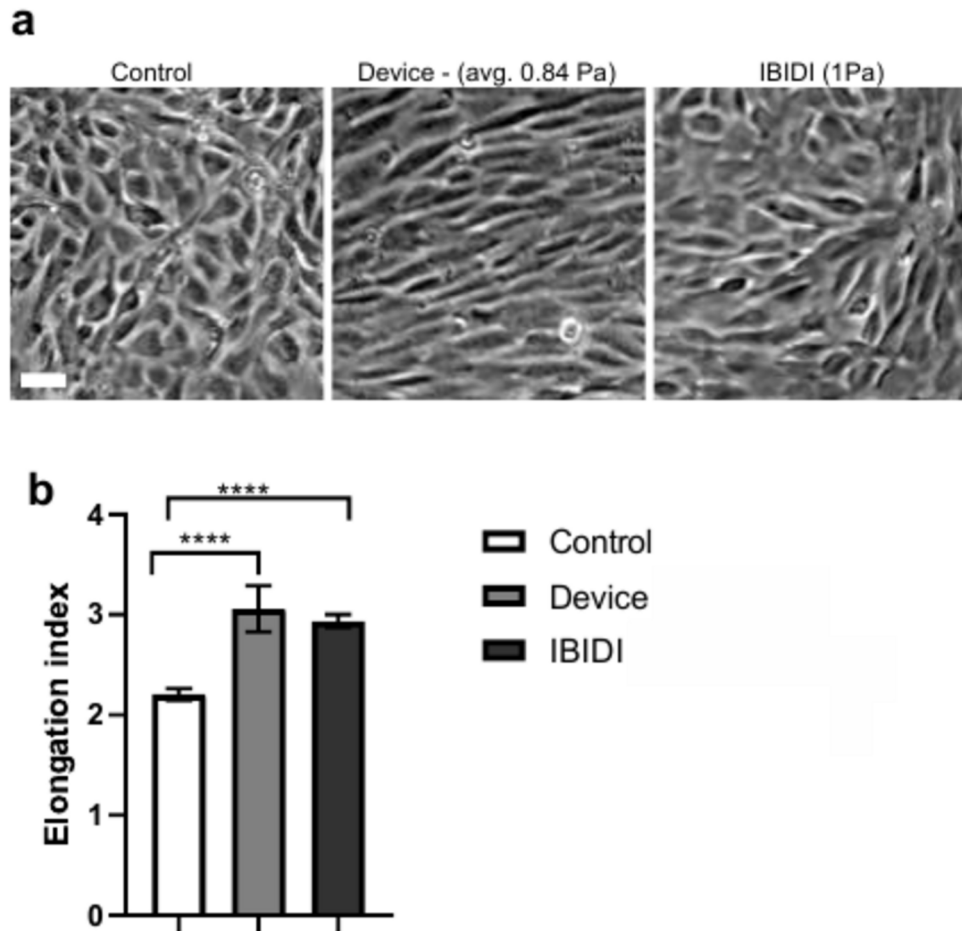 a
Control
Device - (avg. 0.84 Pa)
IBIDI (1Pa)
b
****
****
4
3
2
1
0
Elongation index
Control
Device
IBIDI